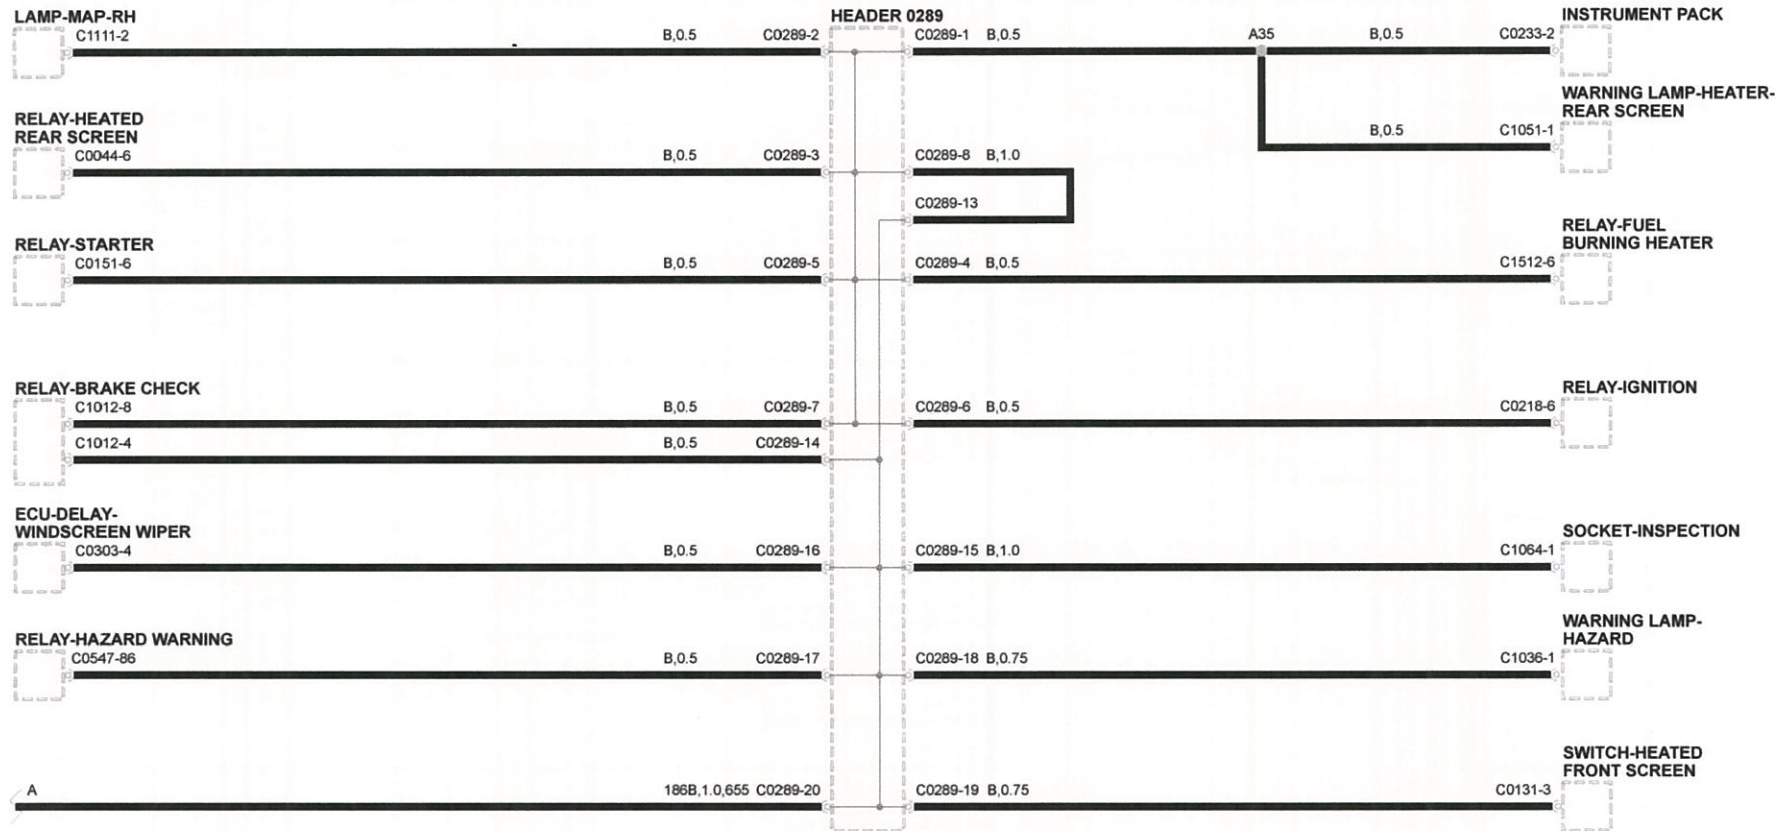 LAMP-MAP-RH
C1111-2 B,0.5 C0289-2
HEADER 0289
C0289-1 B,0.5 A35 B,0.5 C0233-2
INSTRUMENT PACK
WARNING LAMP-HEATER-
REAR SCREEN
B,0.5 C1051-1
RELAY-HEATED
REAR SCREEN
C0044-6 B,0.5 C0289-3
C0289-8 B,1.0
C0289-13
RELAY-STARTER
C0151-6 B,0.5 C0289-5
C0289-4 B,0.5 C1512-6
RELAY-FUEL
BURNING HEATER
RELAY-BRAKE CHECK
C1012-8 B,0.5 C0289-7
C0289-6 B,0.5 C0218-6
RELAY-IGNITION
C1012-4 B,0.5 C0289-14
ECU-DELAY-
WINDSCREEN WIPER
C0303-4 B,0.5 C0289-16
C0289-15 B,1.0 C1064-1
SOCKET-INSPECTION
RELAY-HAZARD WARNING
C0547-86 B,0.5 C0289-17
C0289-18 B,0.75 C1036-1
WARNING LAMP-
HAZARD
A 186B,1.0,655 C0289-20
C0289-19 B,0.75 C0131-3
SWITCH-HEATED
FRONT SCREEN